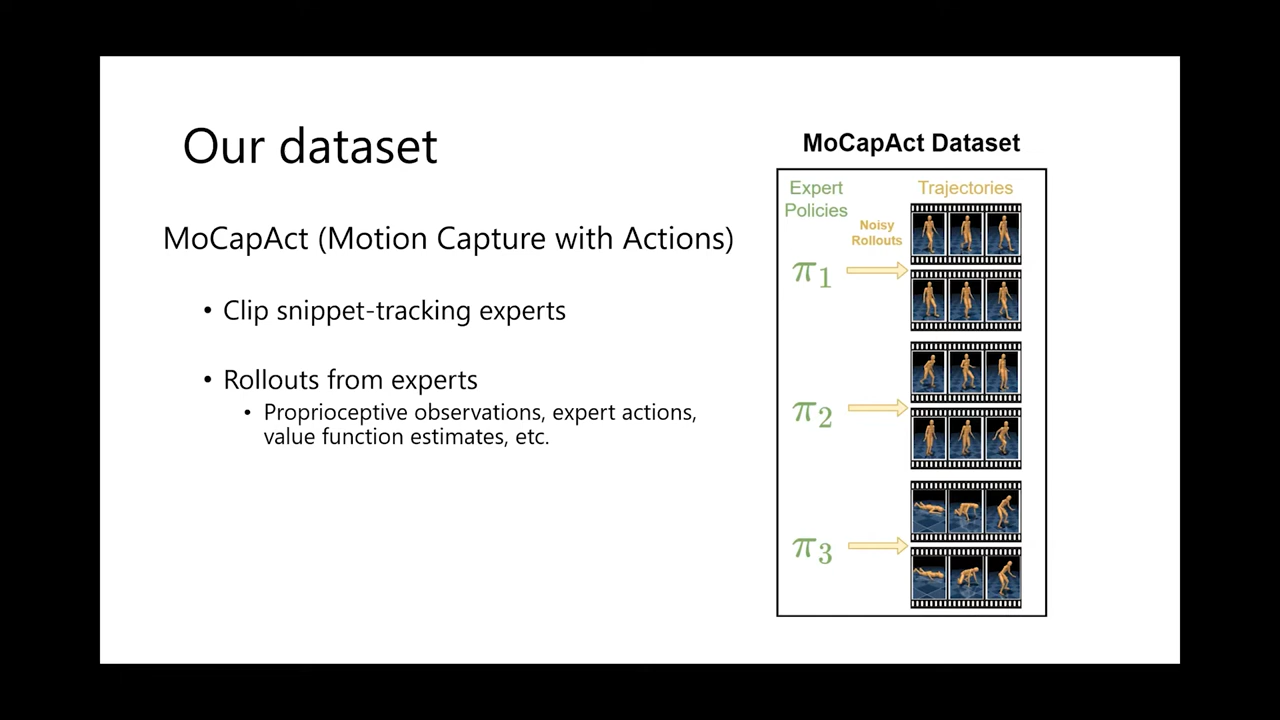 Our dataset
MoCapAct (Motion Capture with Actions)
• Clip snippet-tracking experts
• Rollouts from experts
• Proprioceptive observations, expert actions,
value function estimates, etc.
MoCapAct Dataset
Expert
Policies
Trajectories
Noisy
Rollouts
π1
π2
π3